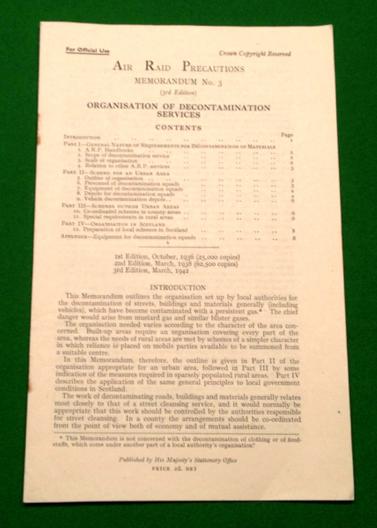 For Official Use
Crown Copyright Reserved
AIR RAID PRECAUTIONS
MEMORANDUM No. 3
(3rd Edition)
ORGANISATION OF DECONTAMINATION
SERVICES
CONTENTS
Page
INTRODUCTION
PART I—GENERAL NATURE OF REQUIREMENTS FOR DECONTAMINATION OF MATERIALS
1. A.R.P. Handbooks
2. Scope of decontamination service
3. Scale of organisation
4. Relation to other A.R.P. services
PART II—SCHEME FOR AN URBAN AREA
5. Outline of organisation
6. Personnel of decontamination squads
7. Equipment of decontamination squads
8. Depots for decontamination squads
9. Vehicle decontamination depots
PART III—SCHEMES OUTSIDE URBAN AREAS
10. Co-ordinated schemes in county areas
11. Special requirements in rural areas
PART IV—ORGANISATION IN SCOTLAND
12. Preparation of local schemes in Scotland
APPENDIX—Equipment for decontamination squads
1st Edition, October, 1936 (25,000 copies)
2nd Edition, March, 1938 (62,500 copies)
3rd Edition, March, 1942
INTRODUCTION
This Memorandum outlines the organisation set up by local authorities for
the decontamination of streets, buildings and materials generally (including
vehicles), which have become contaminated with a persistent gas.* The chief
danger would arise from mustard gas and similar blister gases.
The organisation needed varies according to the character of the area con-
cerned. Built-up areas require an organisation covering every part of the
area, whereas the needs of rural areas are met by schemes of a simpler character
in which reliance is placed on mobile parties available to be summoned from
a suitable centre.
In this Memorandum, therefore, the outline is given in Part II of the
organisation appropriate for an urban area, followed in Part III by some
indication of the measures required in sparsely populated rural areas. Part IV
describes the application of the same general principles to local government
conditions in Scotland.
The work of decontaminating roads, buildings and materials generally relates
most closely to that of a street cleansing service, and it would normally be
appropriate that this work should be controlled by the authorities responsible
for street cleansing. In a county the arrangements should be co-ordinated
from the point of view both of economy and of mutual assistance.
* This Memorandum is not concerned with the decontamination of clothing or of food-
stuffs, which come under another part of a local authority's organisation.
Published by His Majesty's Stationery Office
PRICE 2d. NET